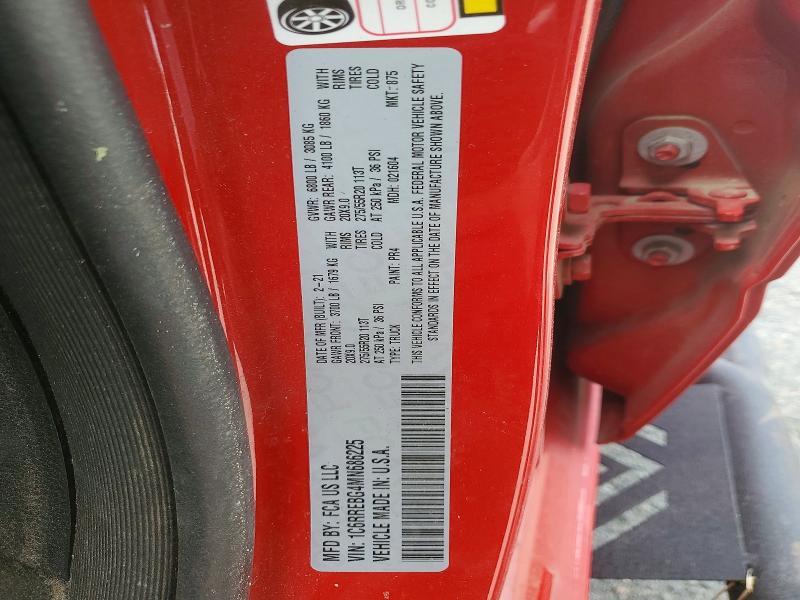 MFD BY: FCA US LLC
DATE OF MFR (BUILT): 2-21
GVWR: 6800 LB / 3085 KG
GAWR FRONT: 3700 LB / 1679 KG WITH
GAWR REAR: 4100 LB / 1860 KG WITH
20X9.0 RIMS
20X9.0 RIMS
275/55R20 113T TIRES
275/55R20 113T TIRES
AT 250 kPa / 36 PSI COLD
AT 250 kPa / 36 PSI COLD
VIN: 1C6RREBG4MN686225
TYPE: TRUCK
PAINT: PR4
MDH: 021604
MKT: 875
VEHICLE MADE IN: U.S.A.
THIS VEHICLE CONFORMS TO ALL APPLICABLE U.S.A. FEDERAL MOTOR VEHICLE SAFETY
STANDARDS IN EFFECT ON THE DATE OF MANUFACTURE SHOWN ABOVE.